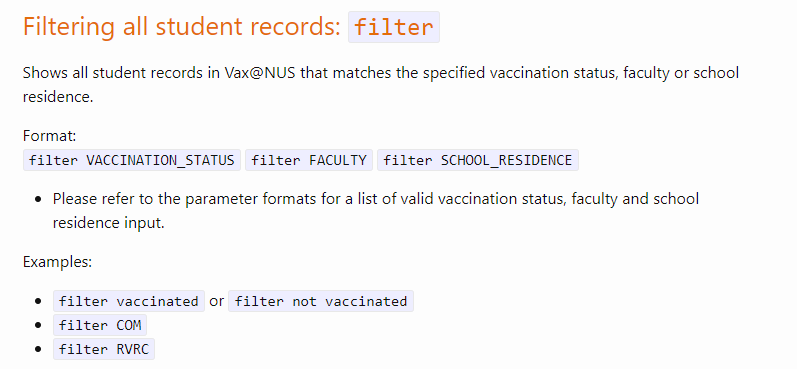 Filtering all student records: filter
Shows all student records in Vax@NUS that matches the specified vaccination status, faculty or school
residence.
Format:
filter VACCINATION_STATUS filter FACULTY filter SCHOOL_RESIDENCE
• Please refer to the parameter formats for a list of valid vaccination status, faculty and school
residence input.
Examples:
• filter vaccinated or filter not vaccinated
• filter COM
• filter RVRC